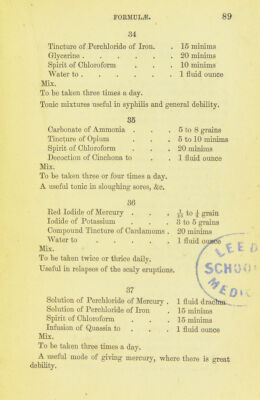 FORMULÆ. 89
34
Tincture of Perchloride of Iron. . 15 minims
Glycerine . . . . . . 20 minims
Spirit of Chloroform . . . 10 minims
Water to . . . . . . 1 fluid ounce
Mix.
To be taken three times a day.
Tonic mixtures useful in syphilis and general debility.
35
Carbonate of Ammonia . . . 5 to 8 grains
Tincture of Opium . . . 5 to 10 minims
Spirit of Chloroform . . . 20 minims
Decoction of Cinchona to . . 1 fluid ounce
Mix.
To be taken three or four times of day.
A useful tonic in sloughing sores, &c.
36
Red Iodide of Mercury . . . 1/12 to 1/4 grain
Iodide of Potassium . . . 3 to 5 grains
Compound Tincture of Cardamoms . 20 minims
Water to . . . . . 1 fluid ounce
Mix.
To be taken twice or thrice daily.
Useful in relapses of the scaly eruptions.
37
Solution of Perchloride of Mercury . 1 fluid drachm
Solution of Perchloride of Iron . 15 minims
Spirit of Chloroform . . . 15 minims
Infusion of Quassia to . . . 1 fluid ounce
Mix.
To be taken three times a day.
A useful mode of giving mercury, where there is great
debility.
LEED
SCHOO
MEDIC